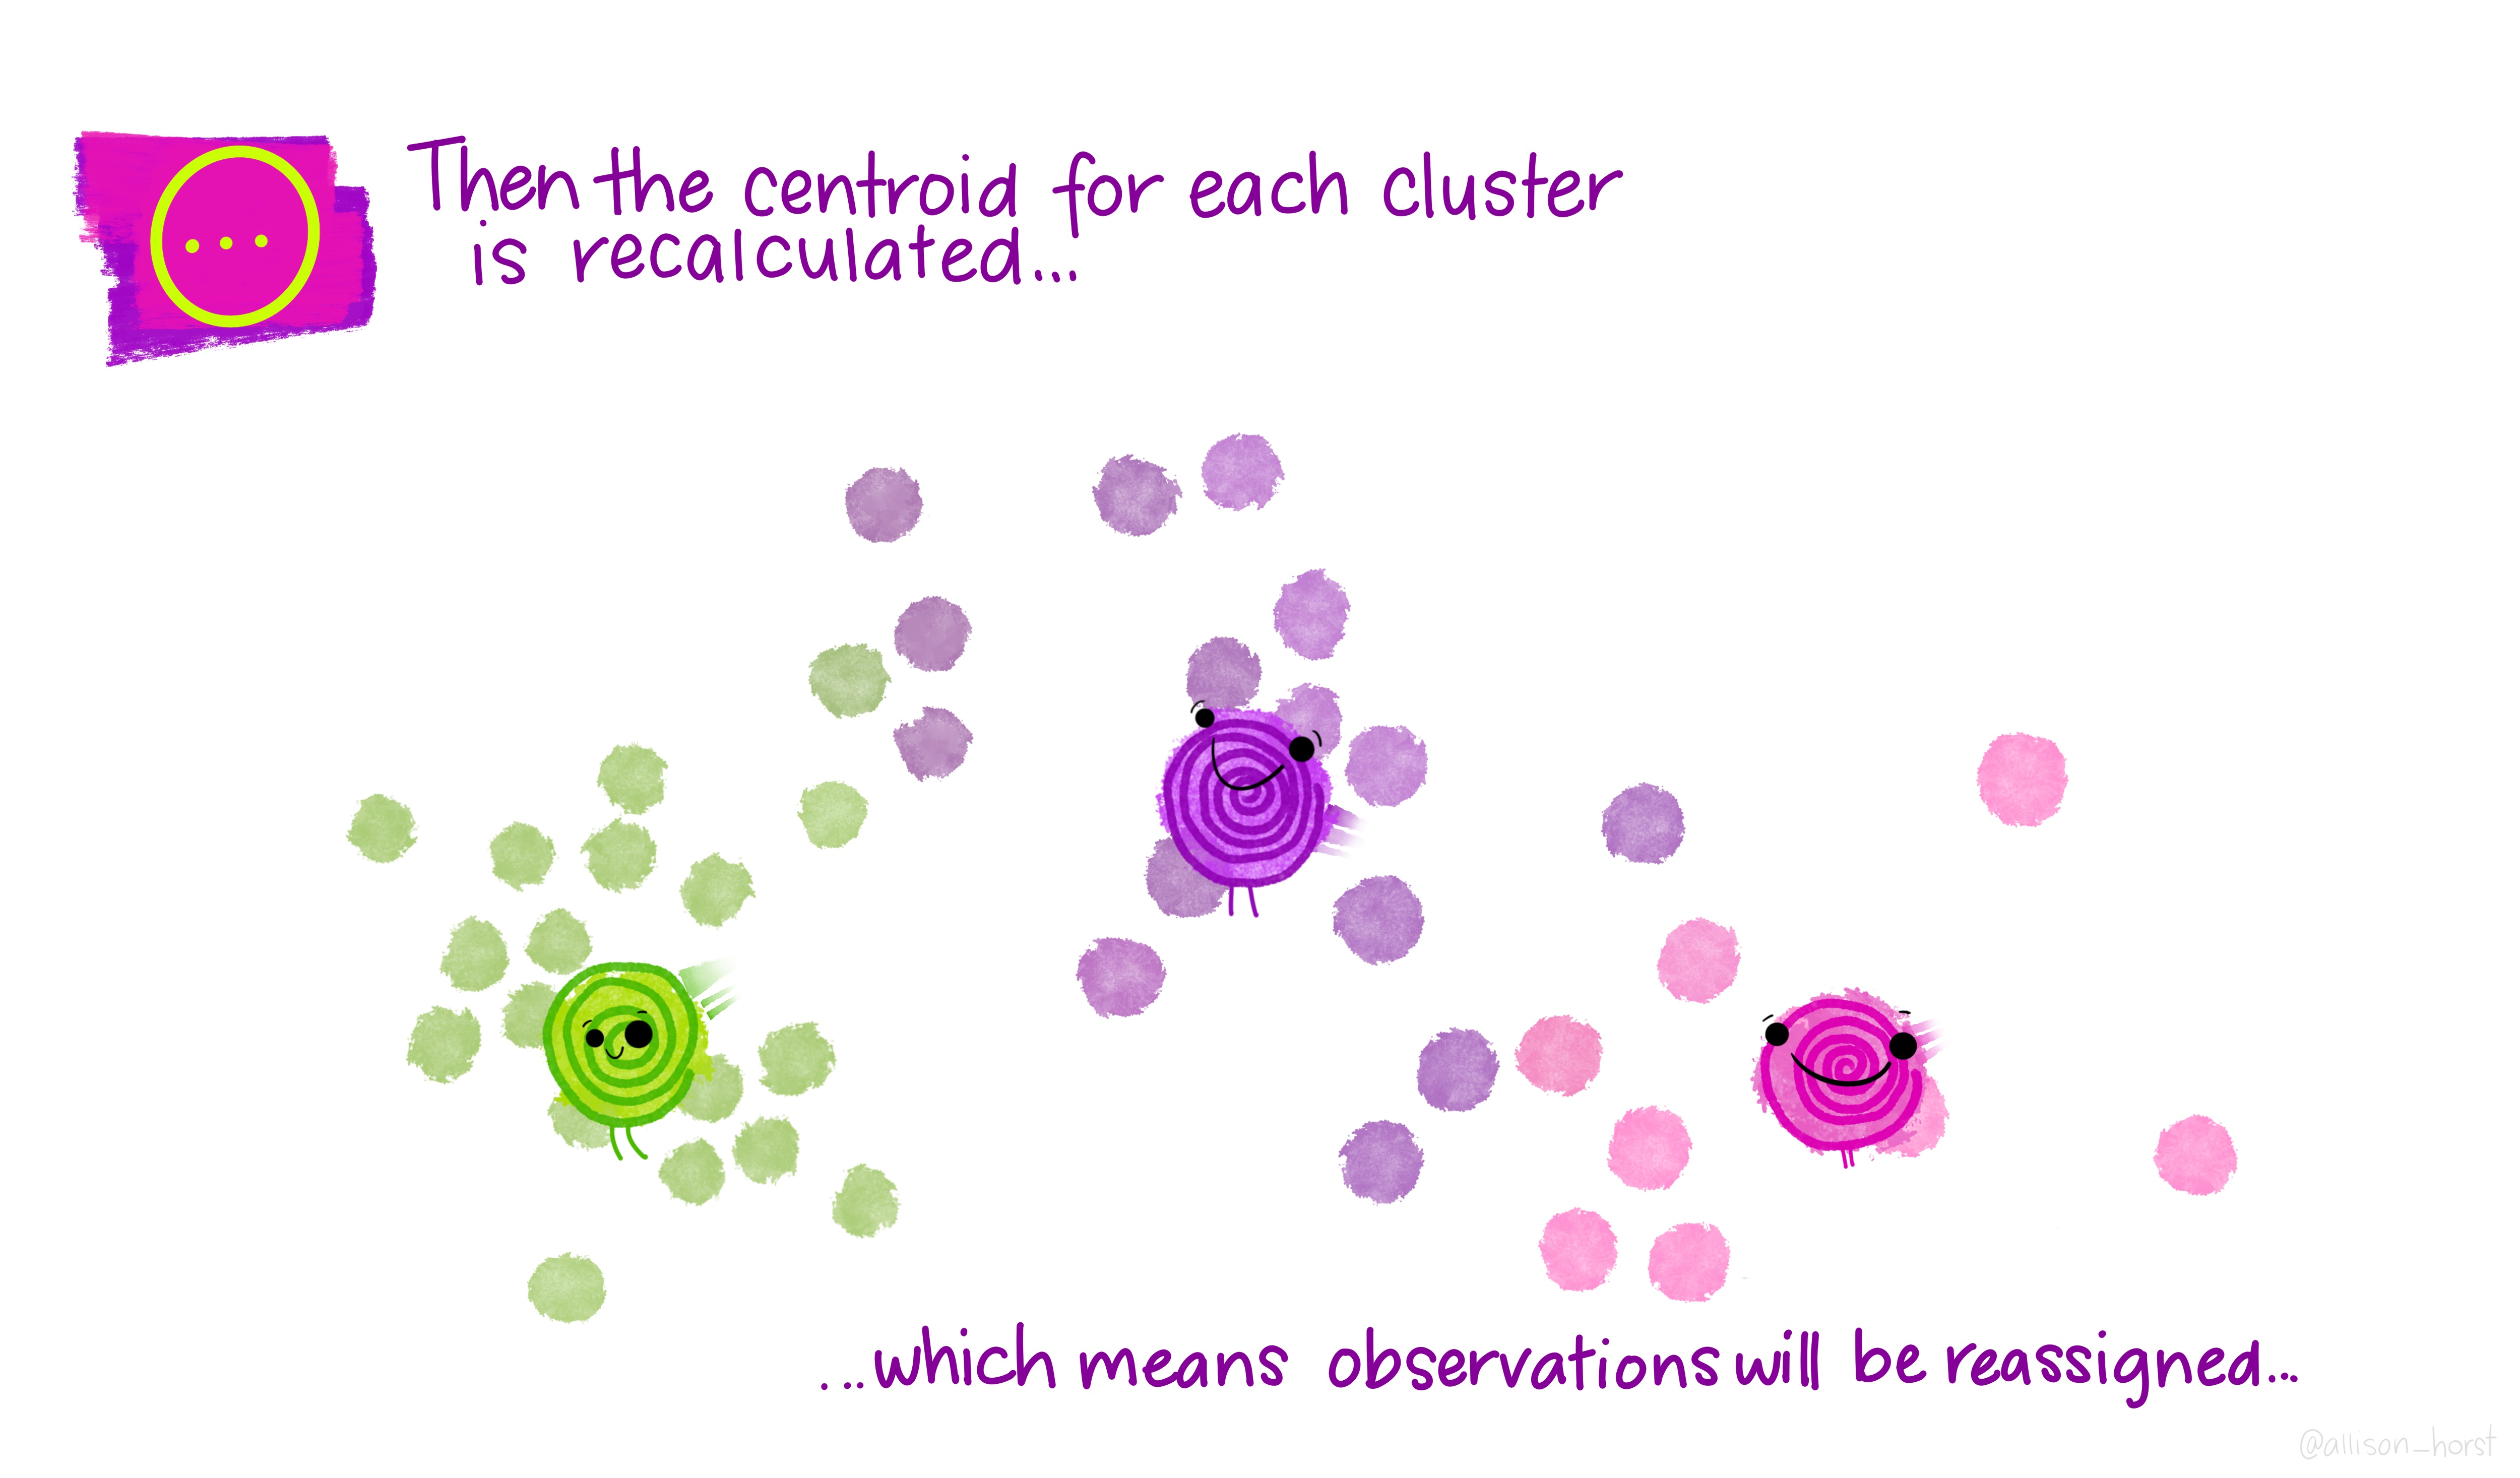 Then the centroid for each cluster
is recalculated...
...which means observations will be reassigned...
@allison_horst